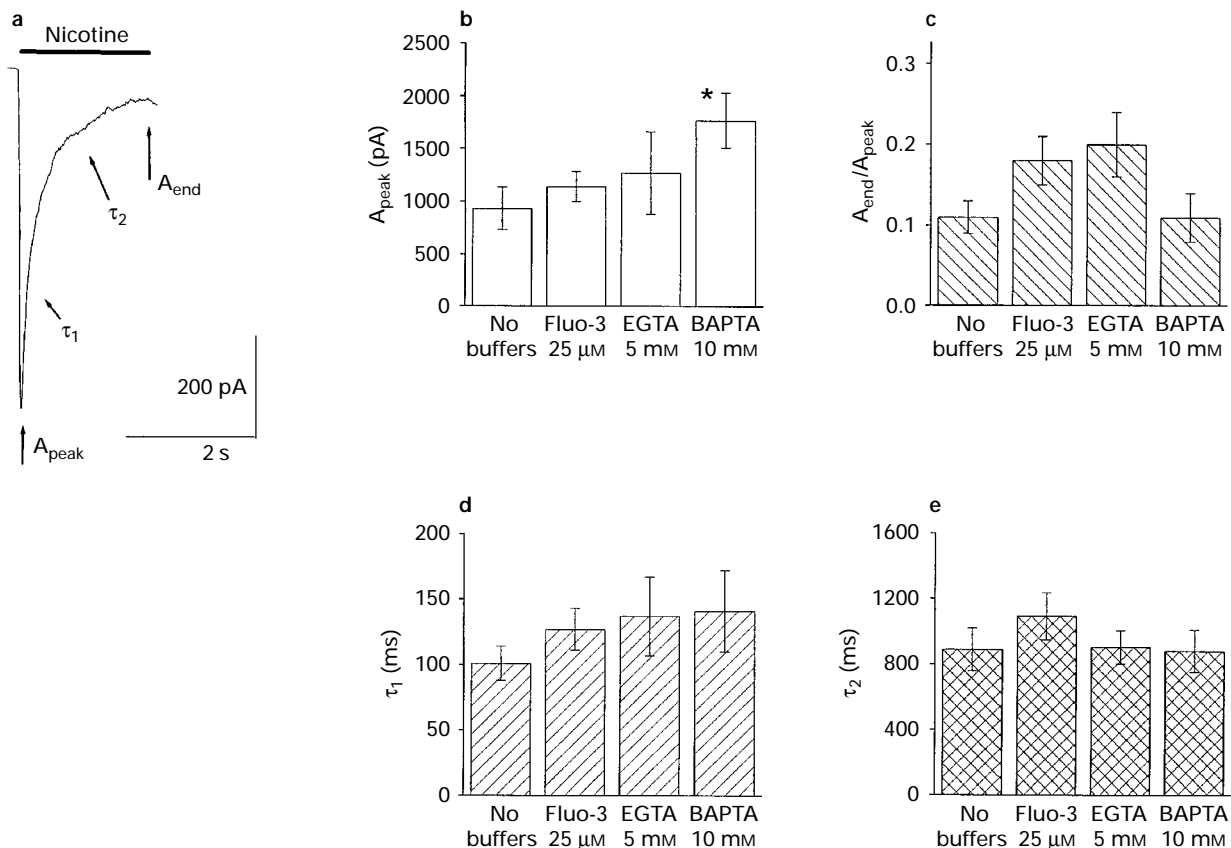 a
Nicotine
τ1
τ2
Aend
Apeak
200 pA
2 s
b
Apeak (pA)
2500
2000
1500
1000
500
0
*
No buffers
Fluo-3 25 μM
EGTA 5 mM
BAPTA 10 mM
c
Aend/Apeak
0.3
0.2
0.1
0.0
No buffers
Fluo-3 25 μM
EGTA 5 mM
BAPTA 10 mM
d
τ1 (ms)
200
150
100
50
0
No buffers
Fluo-3 25 μM
EGTA 5 mM
BAPTA 10 mM
e
τ2 (ms)
1600
1200
800
400
0
No buffers
Fluo-3 25 μM
EGTA 5 mM
BAPTA 10 mM